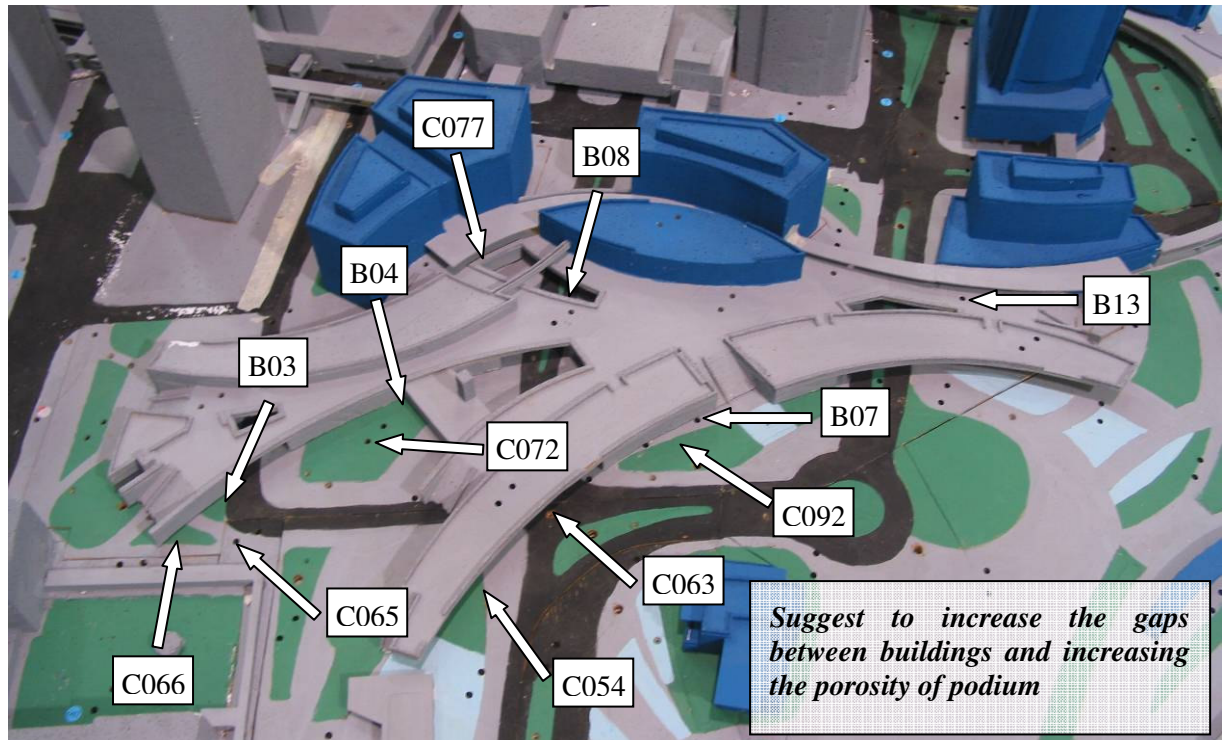 C077
B08
B04
B13
B03
B07
C072
C092
C063
C065
C066
C054
Suggest to increase the gaps
between buildings and increasing
the porosity of podium